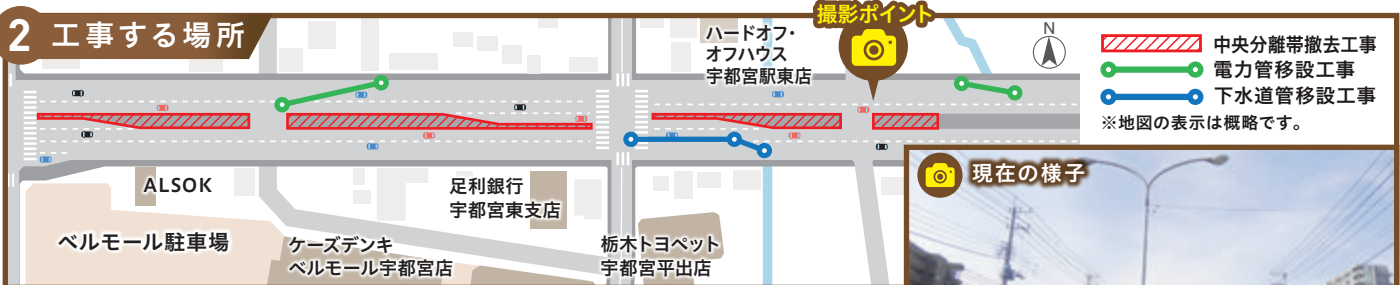 2 工事する場所
撮影ポイント
ハードオフ・
オフハウス
宇都宮駅東店
N
中央分離帯撤去工事
電力管移設工事
下水道管移設工事
※地図の表示は概略です。
現在の様子
ALSOK
足利銀行
宇都宮東支店
ベルモール駐車場
ケーズデンキ
ベルモール宇都宮店
栃木トヨペット
宇都宮平出店